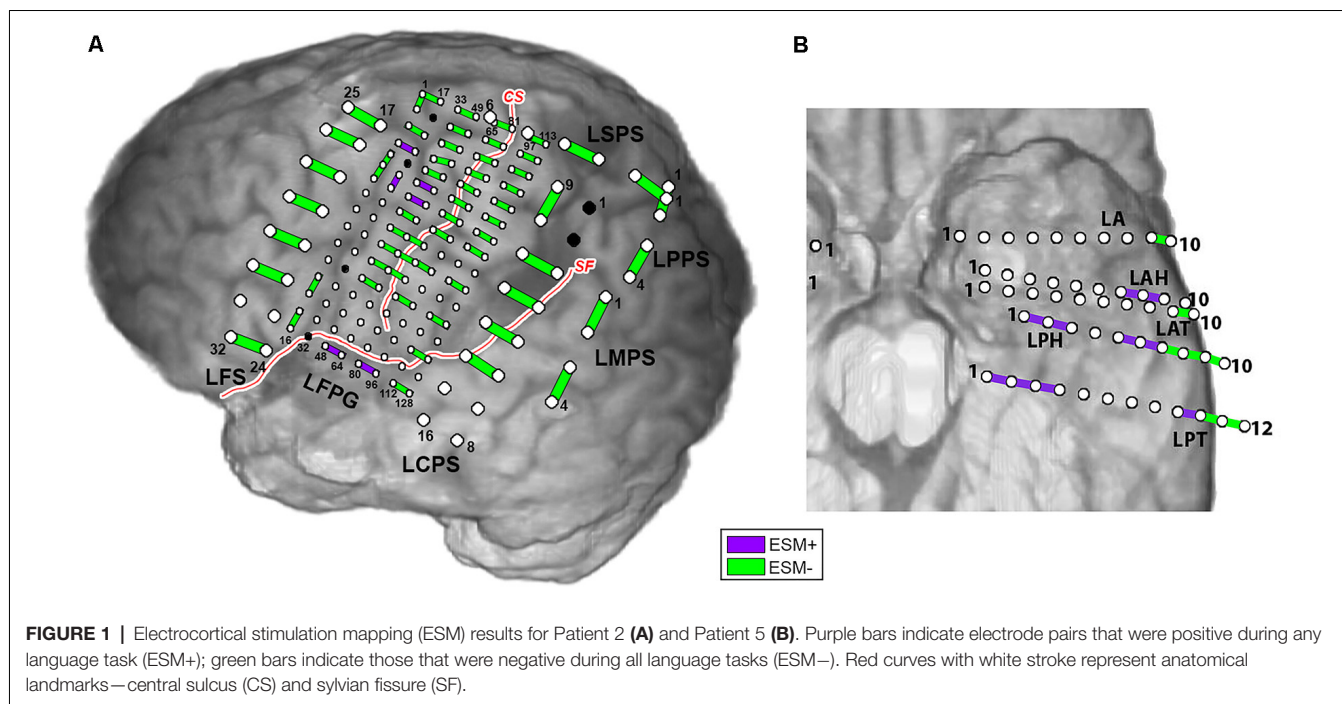 A
B
25
17
1
17
33
49
6
CS
81
65
113
97
LSPS
1
1
9
1
LPPS
4
SF
1
LMPS
4
32
24
LFS
16
32
48
64
80
96
112
128
LFPG
16
8
LCPS
1
1
1
LA
10
1
LAH
10
1
LAT
10
1
LPH
10
1
LPT
12
ESM+
ESM-
FIGURE 1 | Electrocortical stimulation mapping (ESM) results for Patient 2 (A) and Patient 5 (B). Purple bars indicate electrode pairs that were positive during any
language task (ESM+); green bars indicate those that were negative during all language tasks (ESM−). Red curves with white stroke represent anatomical
landmarks—central sulcus (CS) and sylvian fissure (SF).